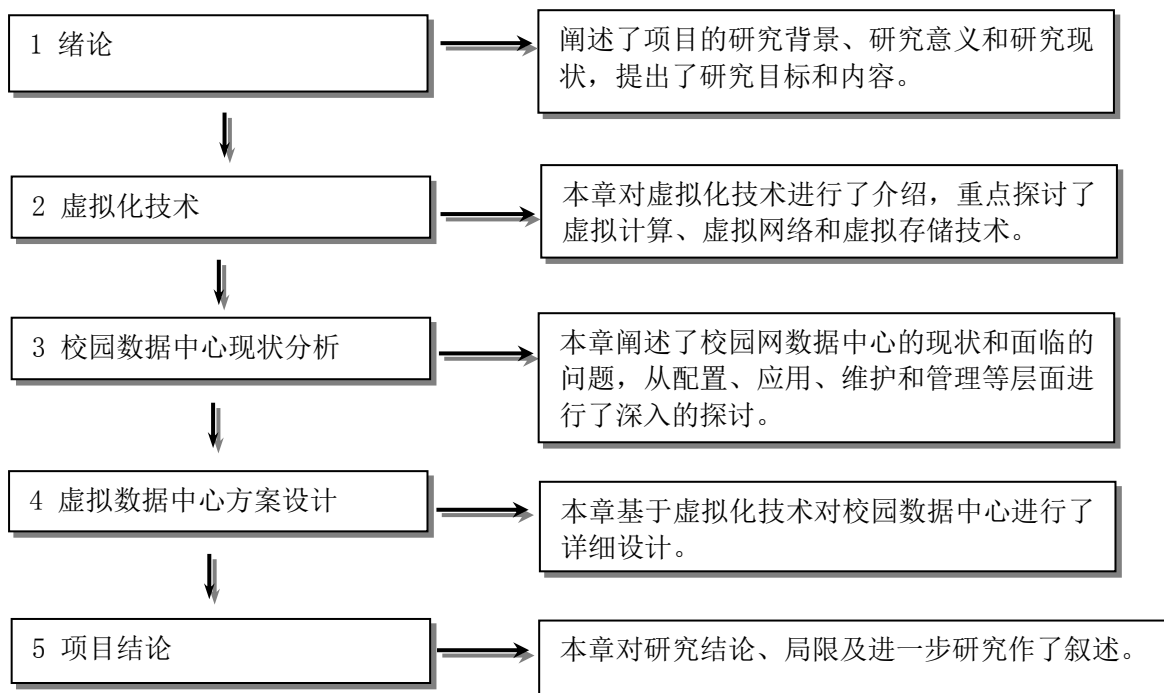 1 绪论
阐述了项目的研究背景、研究意义和研究现
状，提出了研究目标和内容。
2 虚拟化技术
本章对虚拟化技术进行了介绍，重点探讨了
虚拟计算、虚拟网络和虚拟存储技术。
3 校园数据中心现状分析
本章阐述了校园网数据中心的现状和面临的
问题，从配置、应用、维护和管理等层面进
行了深入的探讨。
4 虚拟数据中心方案设计
本章基于虚拟化技术对校园数据中心进行了
详细设计。
5 项目结论
本章对研究结论、局限及进一步研究作了叙述。